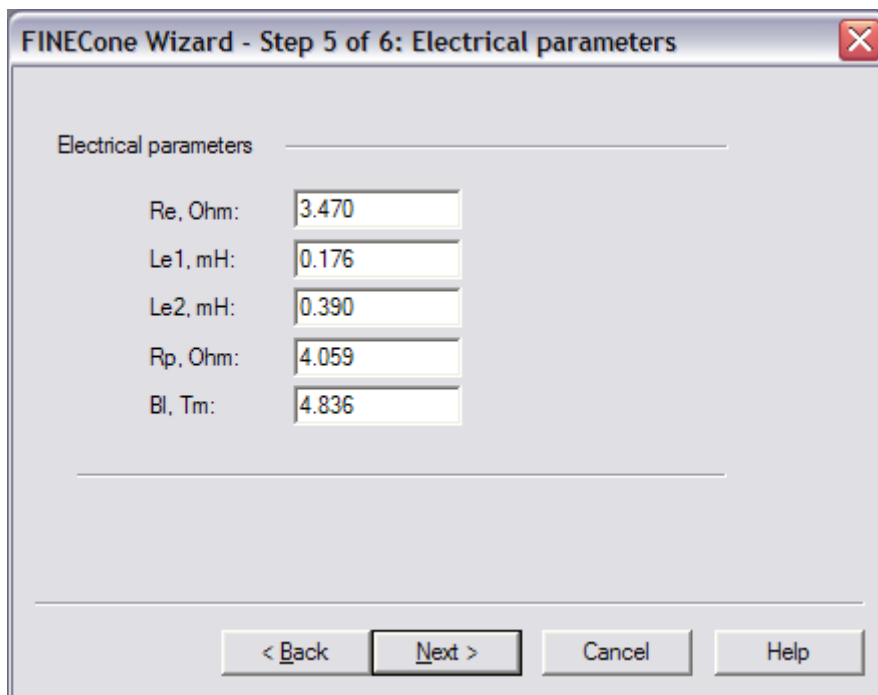 FINECone Wizard - Step 5 of 6: Electrical parameters
Electrical parameters
Re, Ohm: 3.470
Le1, mH: 0.176
Le2, mH: 0.390
Rp, Ohm: 4.059
Bl, Tm: 4.836
< Back Next > Cancel Help